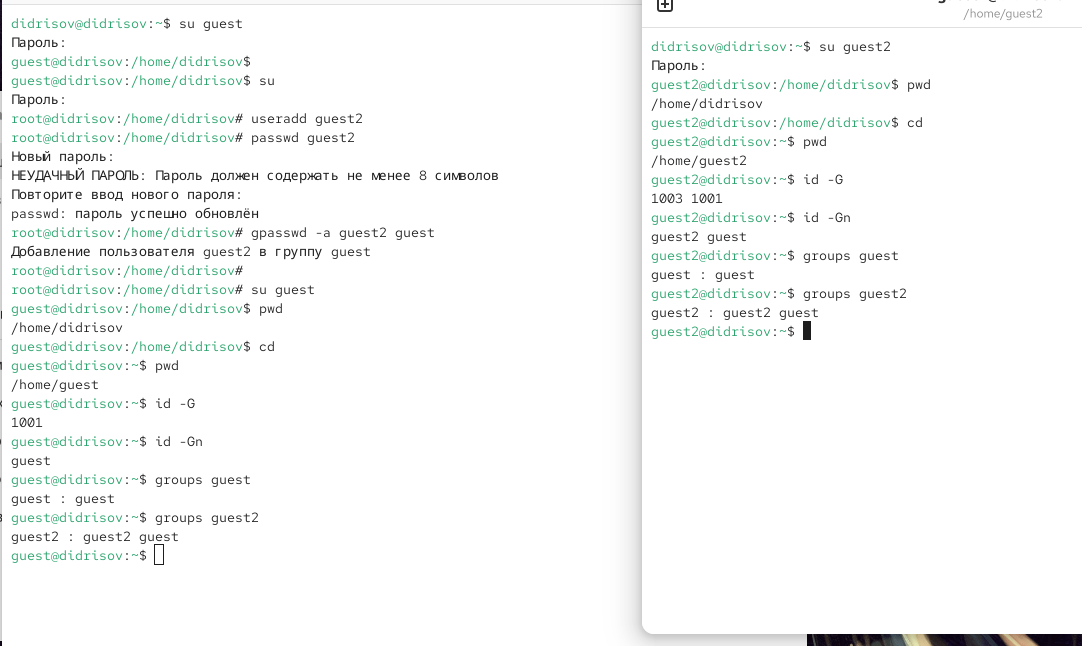 didrisov@didrisov:~$ su guest
Пароль:
guest@didrisov:/home/didrisov$
guest@didrisov:/home/didrisov$ su
Пароль:
root@didrisov:/home/didrisov# useradd guest2
root@didrisov:/home/didrisov# passwd guest2
Новый пароль:
НЕУДАЧНЫЙ ПАРОЛЬ: Пароль должен содержать не менее 8 символов
Повторите ввод нового пароля:
passwd: пароль успешно обновлён
root@didrisov:/home/didrisov# gpasswd -a guest2 guest
Добавление пользователя guest2 в группу guest
root@didrisov:/home/didrisov#
root@didrisov:/home/didrisov# su guest
guest@didrisov:/home/didrisov$ pwd
/home/didrisov
guest@didrisov:/home/didrisov$ cd
guest@didrisov:~$ pwd
/home/guest
guest@didrisov:~$ id -G
1001
guest@didrisov:~$ id -Gn
guest
guest@didrisov:~$ groups guest
guest : guest
guest@didrisov:~$ groups guest2
guest2 : guest2 guest
guest@didrisov:~$
/home/guest2
didrisov@didrisov:~$ su guest2
Пароль:
guest2@didrisov:/home/didrisov$ pwd
/home/didrisov
guest2@didrisov:/home/didrisov$ cd
guest2@didrisov:~$ pwd
/home/guest2
guest2@didrisov:~$ id -G
1003 1001
guest2@didrisov:~$ id -Gn
guest2 guest
guest2@didrisov:~$ groups guest
guest : guest
guest2@didrisov:~$ groups guest2
guest2 : guest2 guest
guest2@didrisov:~$